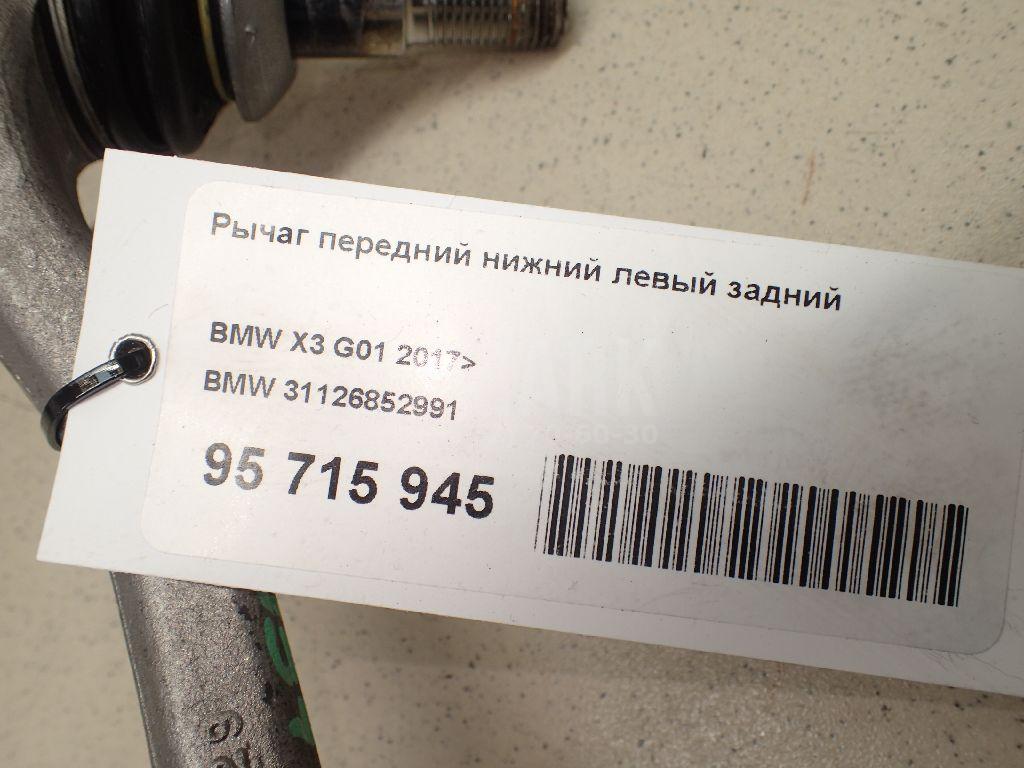 Рычаг передний нижний левый задний
BMW X3 G01 2017>
BMW 31126852991
95 715 945